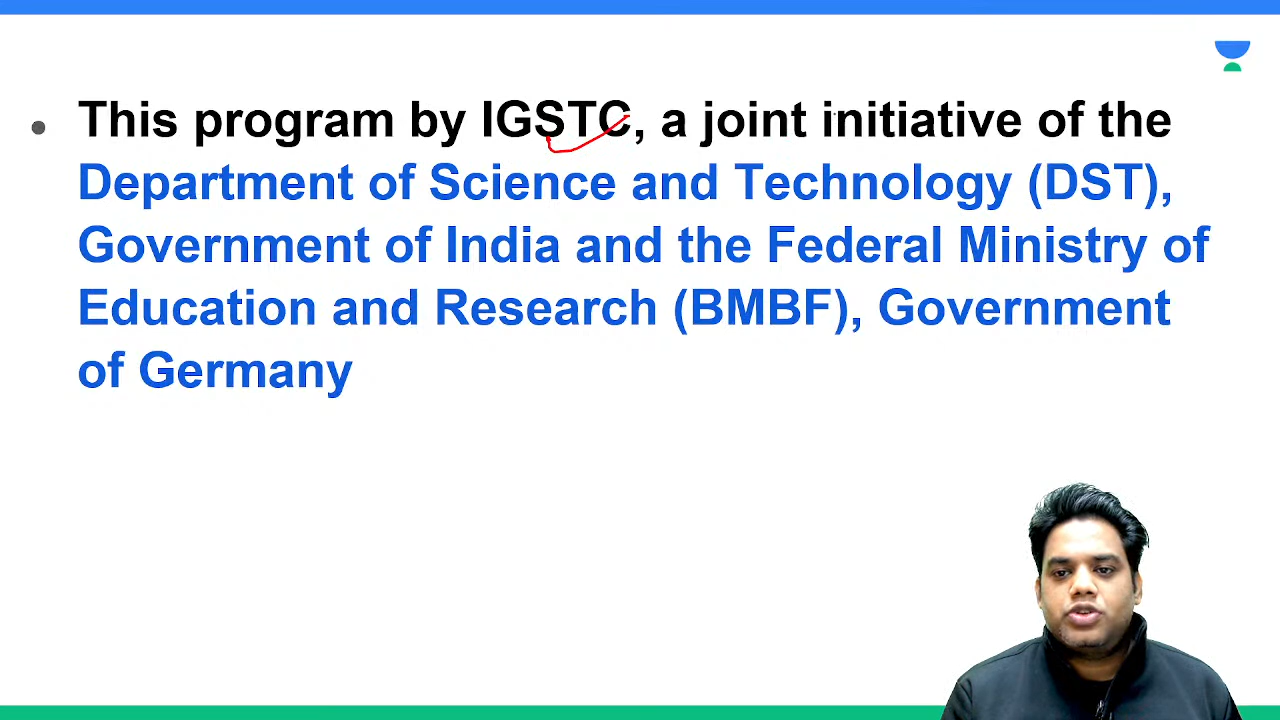 • This program by IGSTC, a joint initiative of the
Department of Science and Technology (DST),
Government of India and the Federal Ministry of
Education and Research (BMBF), Government
of Germany